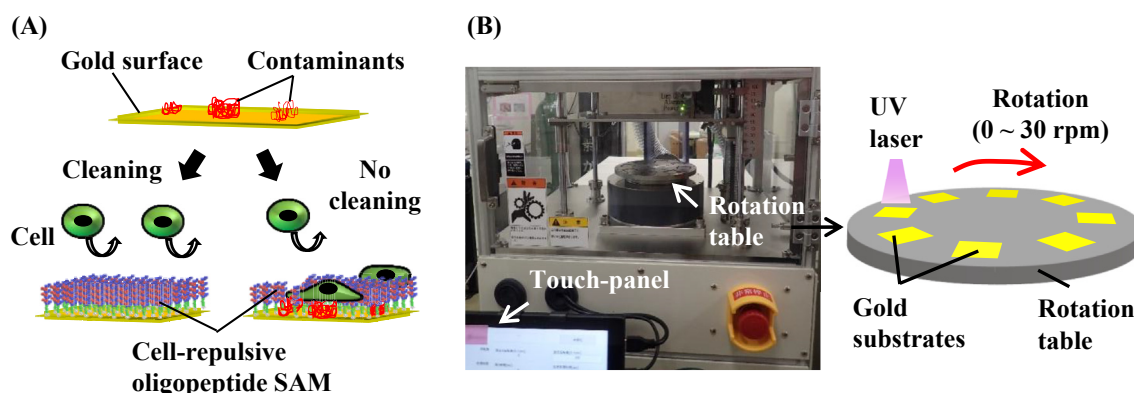 (A)
Gold surface
Contaminants
Cleaning
No
cleaning
Cell
Cell-repulsive
oligopeptide SAM
(B)
Rotation
table
Touch-panel
UV
laser
Rotation
(0 ~ 30 rpm)
Gold
substrates
Rotation
table